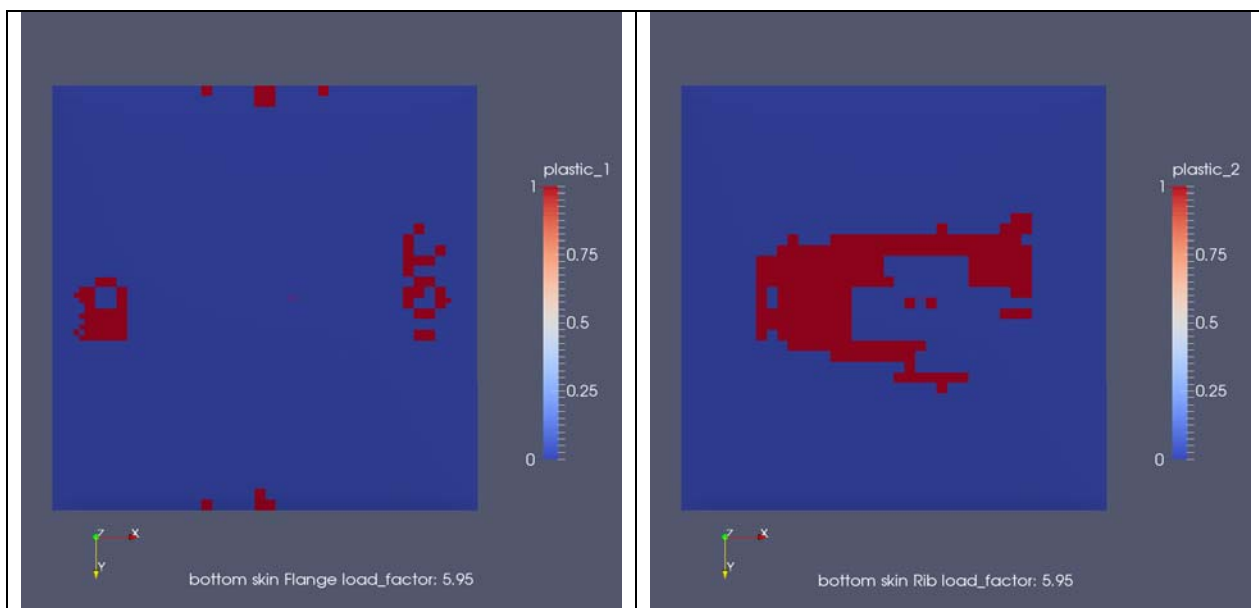 plastic_1
1
0.75
0.5
0.25
0
Z
X
Y
bottom skin Flange load_factor: 5.95
plastic_2
1
0.75
0.5
0.25
0
Z
X
Y
bottom skin Rib load_factor: 5.95